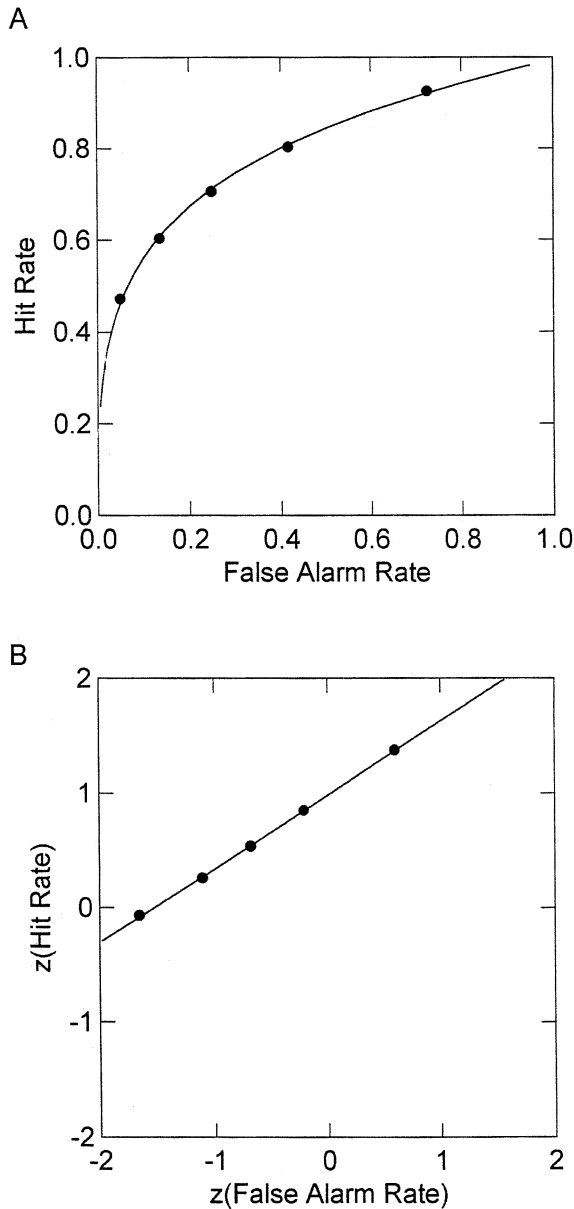 A
1.0
0.8
0.6
0.4
0.2
0.0
Hit Rate
0.0 0.2 0.4 0.6 0.8 1.0
False Alarm Rate
B
2
1
0
-1
-2
z(Hit Rate)
-2 -1 0 1 2
z(False Alarm Rate)